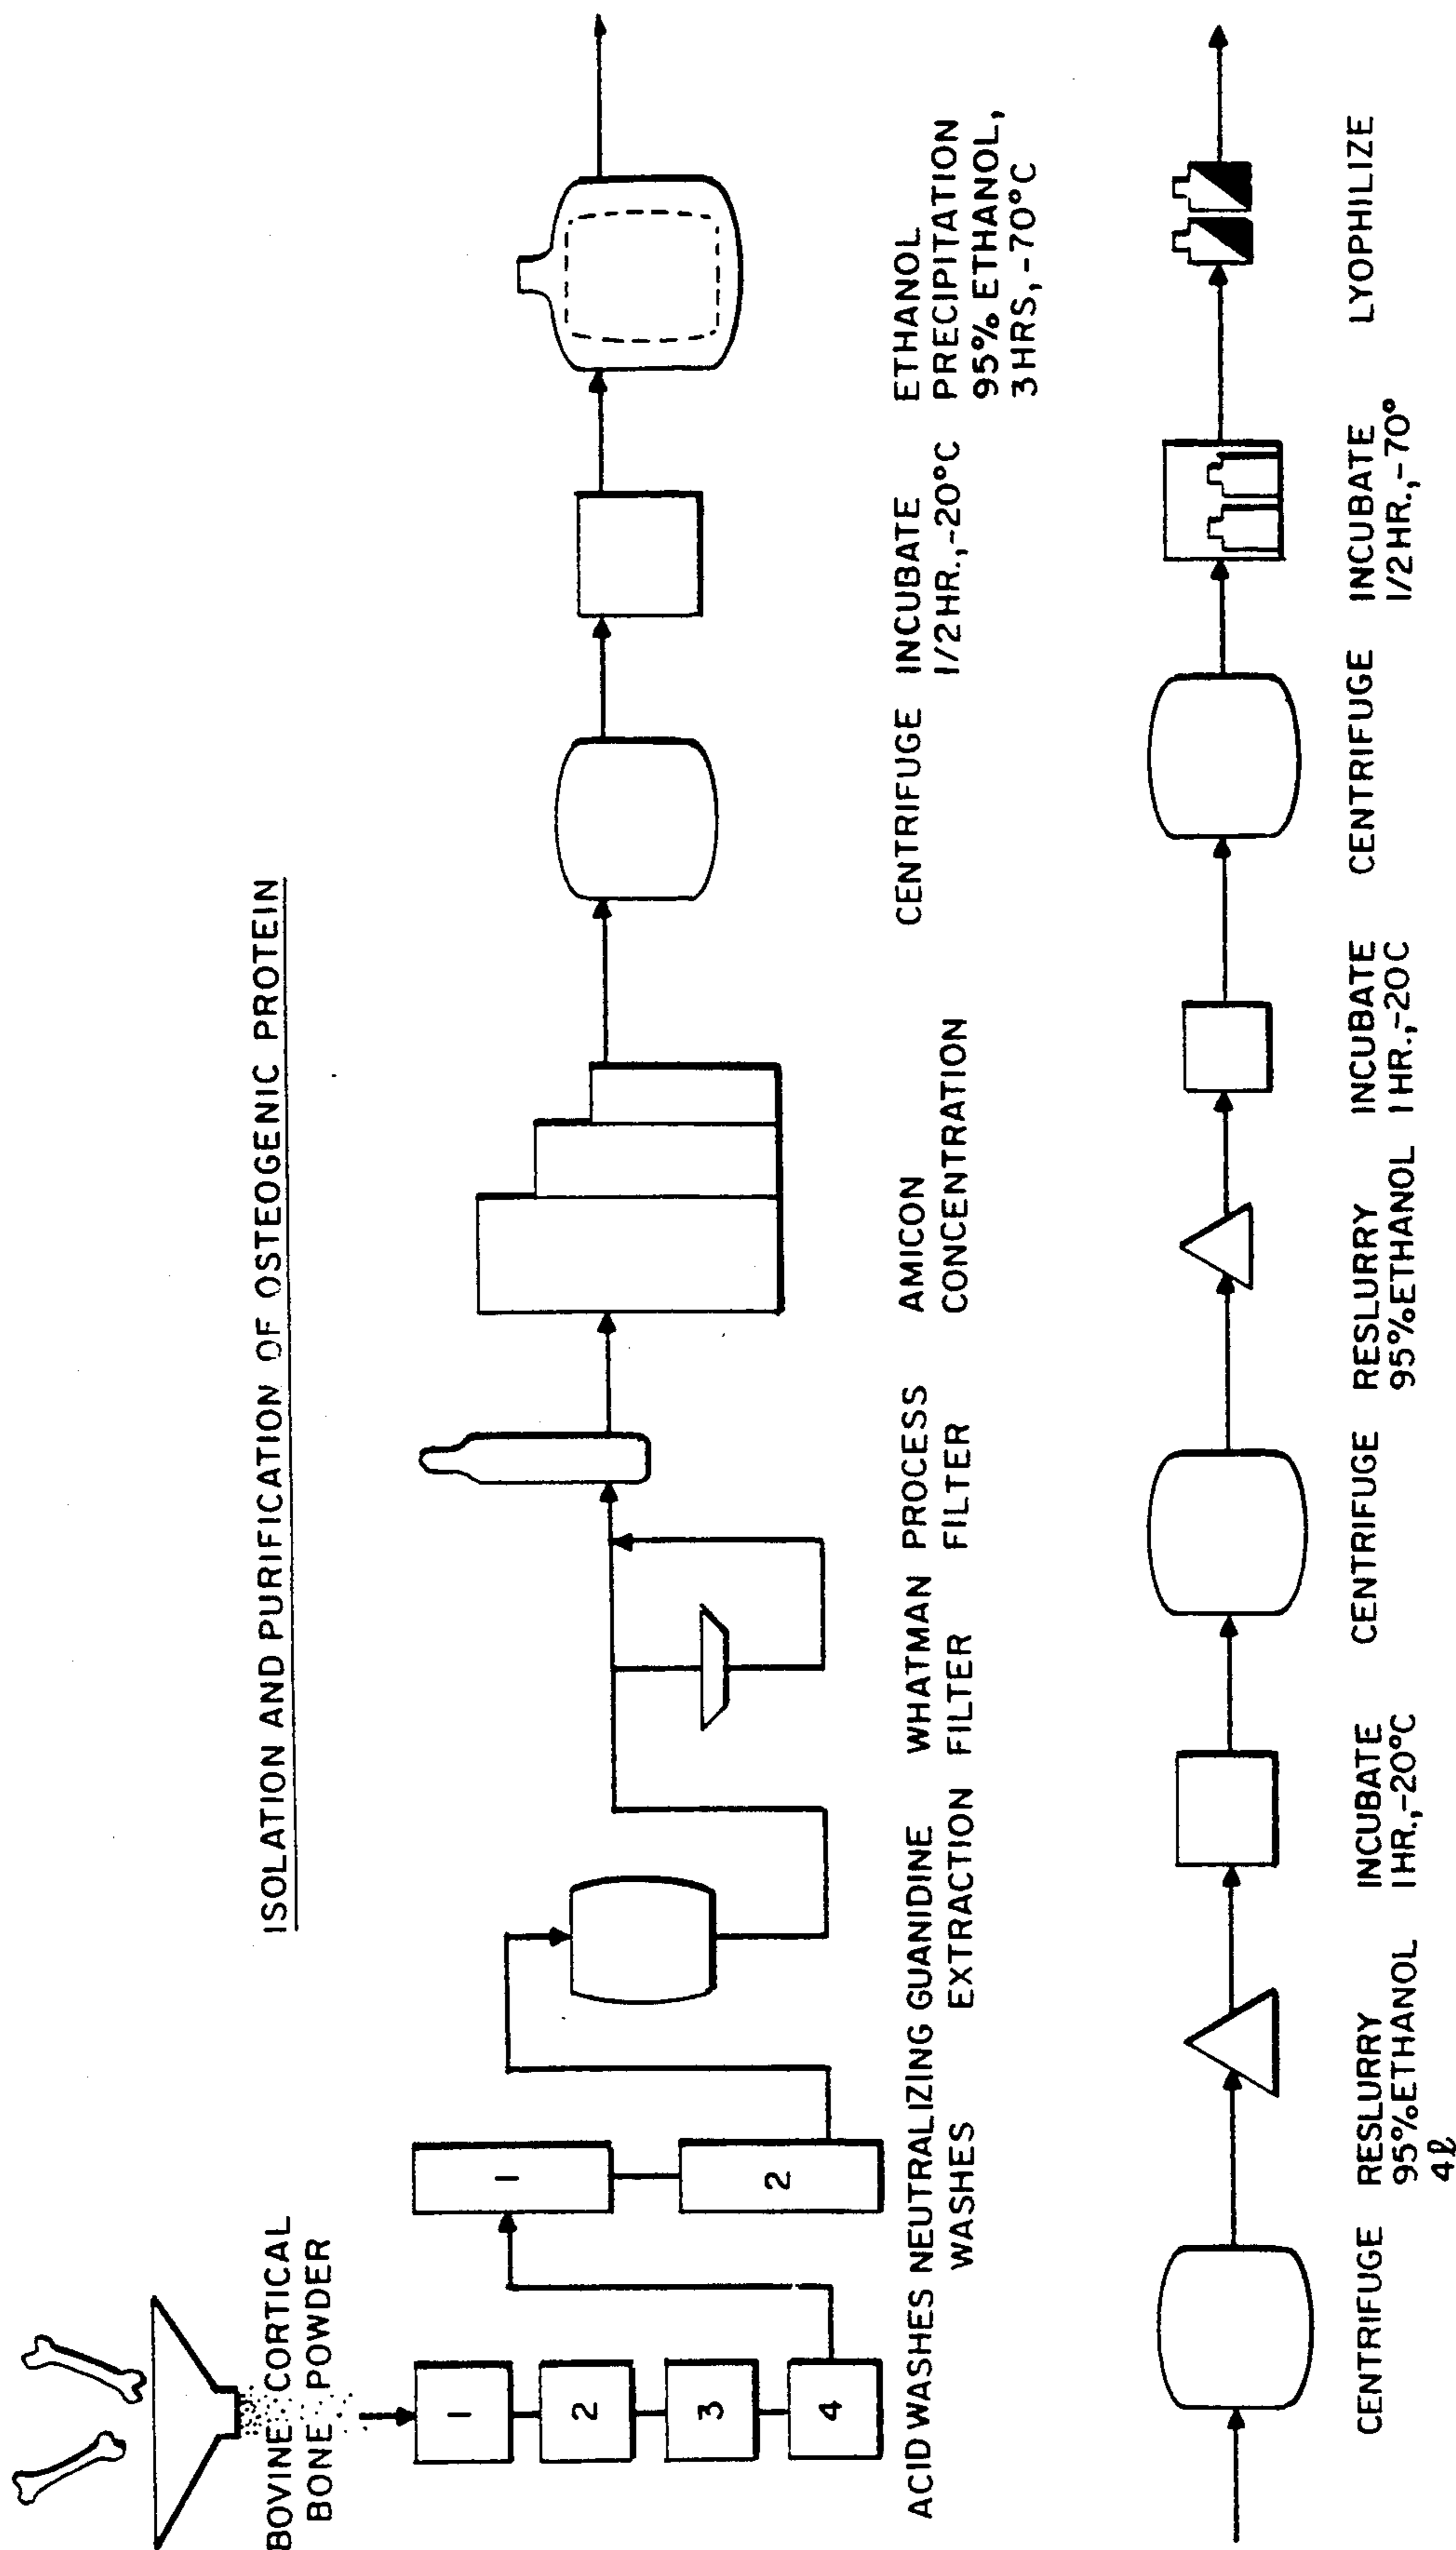 ISOLATION AND PURIFICATION OF OSTEOGENIC PROTEIN
BOVINE CORTICAL
BONE POWDER
1
2
3
4
1
2
ACID WASHES
NEUTRALIZING
WASHES
GUANIDINE
EXTRACTION
WHATMAN
FILTER
PROCESS
FILTER
AMICON
CONCENTRATION
CENTRIFUGE
INCUBATE
1/2 HR.,-20°C
ETHANOL
PRECIPITATION
95% ETHANOL,
3 HRS,-70°C
CENTRIFUGE
RESLURRY
95% ETHANOL
4ℓ
INCUBATE
1 HR.,-20°C
CENTRIFUGE
RESLURRY
95% ETHANOL
INCUBATE
1 HR.,-20C
CENTRIFUGE
INCUBATE
1/2 HR.,-70°
LYOPHILIZE